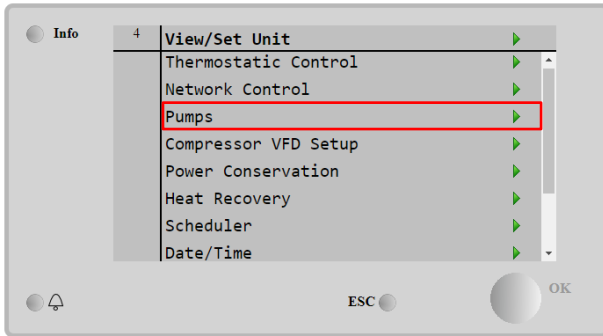 Info
4 View/Set Unit
Thermostatic Control
Network Control
Pumps
Compressor VFD Setup
Power Conservation
Heat Recovery
Scheduler
Date/Time
ESC
OK